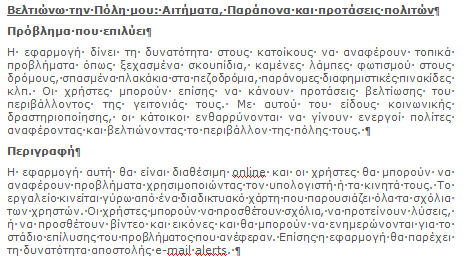 Βελτιώνω την Πόλη μου: Αιτήματα, Παράπονα και προτάσεις πολιτών
Πρόβλημα που επιλύει
Η εφαρμογή δίνει τη δυνατότητα στους κατοίκους να αναφέρουν τοπικά
προβλήματα όπως ξεχασμένα σκουπίδια, καμένες λάμπες φωτισμού στους
δρόμους, σπασμένα πλακάκια στα πεζοδρόμια, παράνομες διαφημιστικές πινακίδες
κλπ. Οι χρήστες μπορούν επίσης να κάνουν προτάσεις βελτίωσης του
περιβάλλοντος της γειτονιάς τους. Με αυτού του είδους κοινωνικής
δραστηριοποίησης, οι κάτοικοι ενθαρρύνονται να γίνουν ενεργοί πολίτες
αναφέροντας και βελτιώνοντας το περιβάλλον της πόλης τους.
Περιγραφή
Η εφαρμογή αυτή θα είναι διαθέσιμη online και οι χρήστες θα μπορούν να
αναφέρουν προβλήματα χρησιμοποιώντας τον υπολογιστή ή τα κινητά τους. Το
εργαλείο κινείται γύρω από ένα διαδικτυακό χάρτη που παρουσιάζει όλα τα σχόλια
των χρηστών. Οι χρήστες μπορούν να προσθέτουν σχόλια, να προτείνουν λύσεις,
ή να προσθέτουν βίντεο και εικόνες και θα μπορούν να ενημερώνονται για το
στάδιο επίλυσης του προβλήματος που ανέφεραν. Επίσης η εφαρμογή θα παρέχει
τη δυνατότητα αποστολής e-mail alerts.